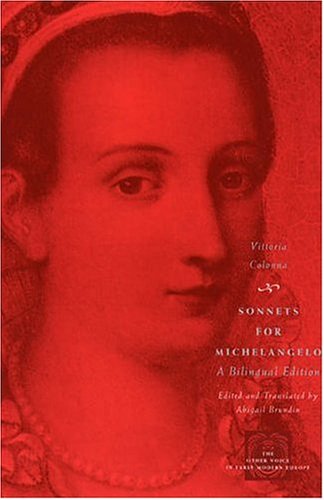 Vittoria
Colonna
SONNETS
FOR
MICHELANGELO
A Bilingual Edition
Edited and Translated by
Abigail Brundin
THE
OTHER VOICE
IN EARLY MODERN EUROPE